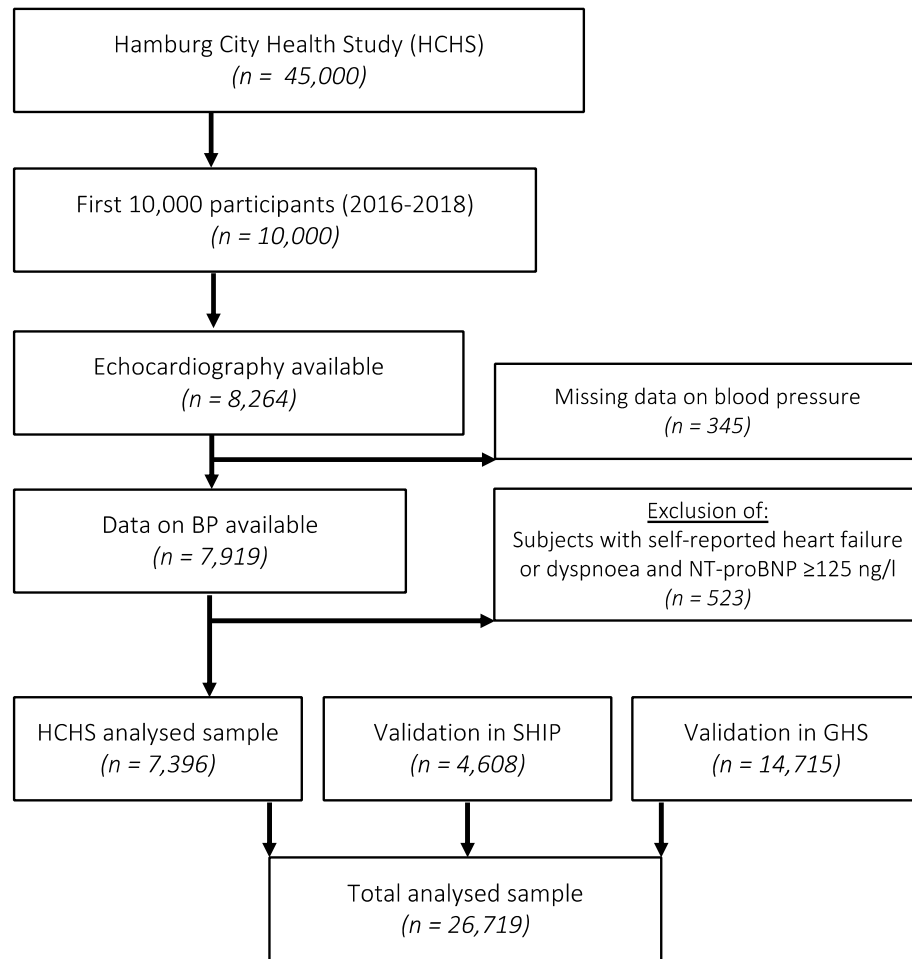 Hamburg City Health Study (HCHS)
(n =  45,000)
First 10,000 participants (2016-2018)
(n = 10,000)
Echocardiography available
(n = 8,264)
Missing data on blood pressure
(n = 345)
Data on BP available
(n = 7,919)
Exclusion of:
Subjects with self-reported heart failure
or dyspnoea and NT-proBNP ≥125 ng/l
(n = 523)
HCHS analysed sample
(n = 7,396)
Validation in SHIP
(n = 4,608)
Validation in GHS
(n = 14,715)
Total analysed sample
(n = 26,719)